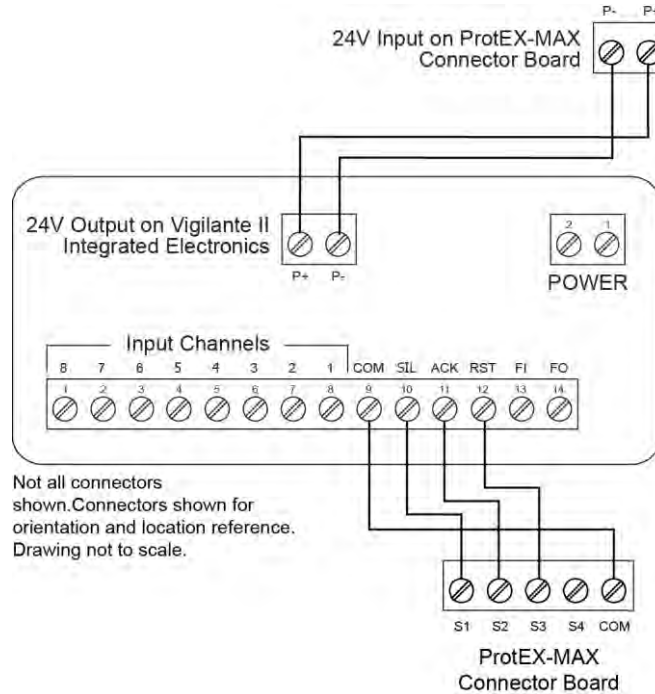 P- P+
24V Input on ProtEX-MAX
Connector Board
24V Output on Vigilante II
Integrated Electronics
P+ P-
2 1
POWER
Input Channels
8 7 6 5 4 3 2 1 COM SIL ACK RST FI FO
1 2 3 4 5 6 7 8 9 10 11 12 13 14
Not all connectors
shown.Connectors shown for
orientation and location reference.
Drawing not to scale.
S1 S2 S3 S4 COM
ProtEX-MAX
Connector Board